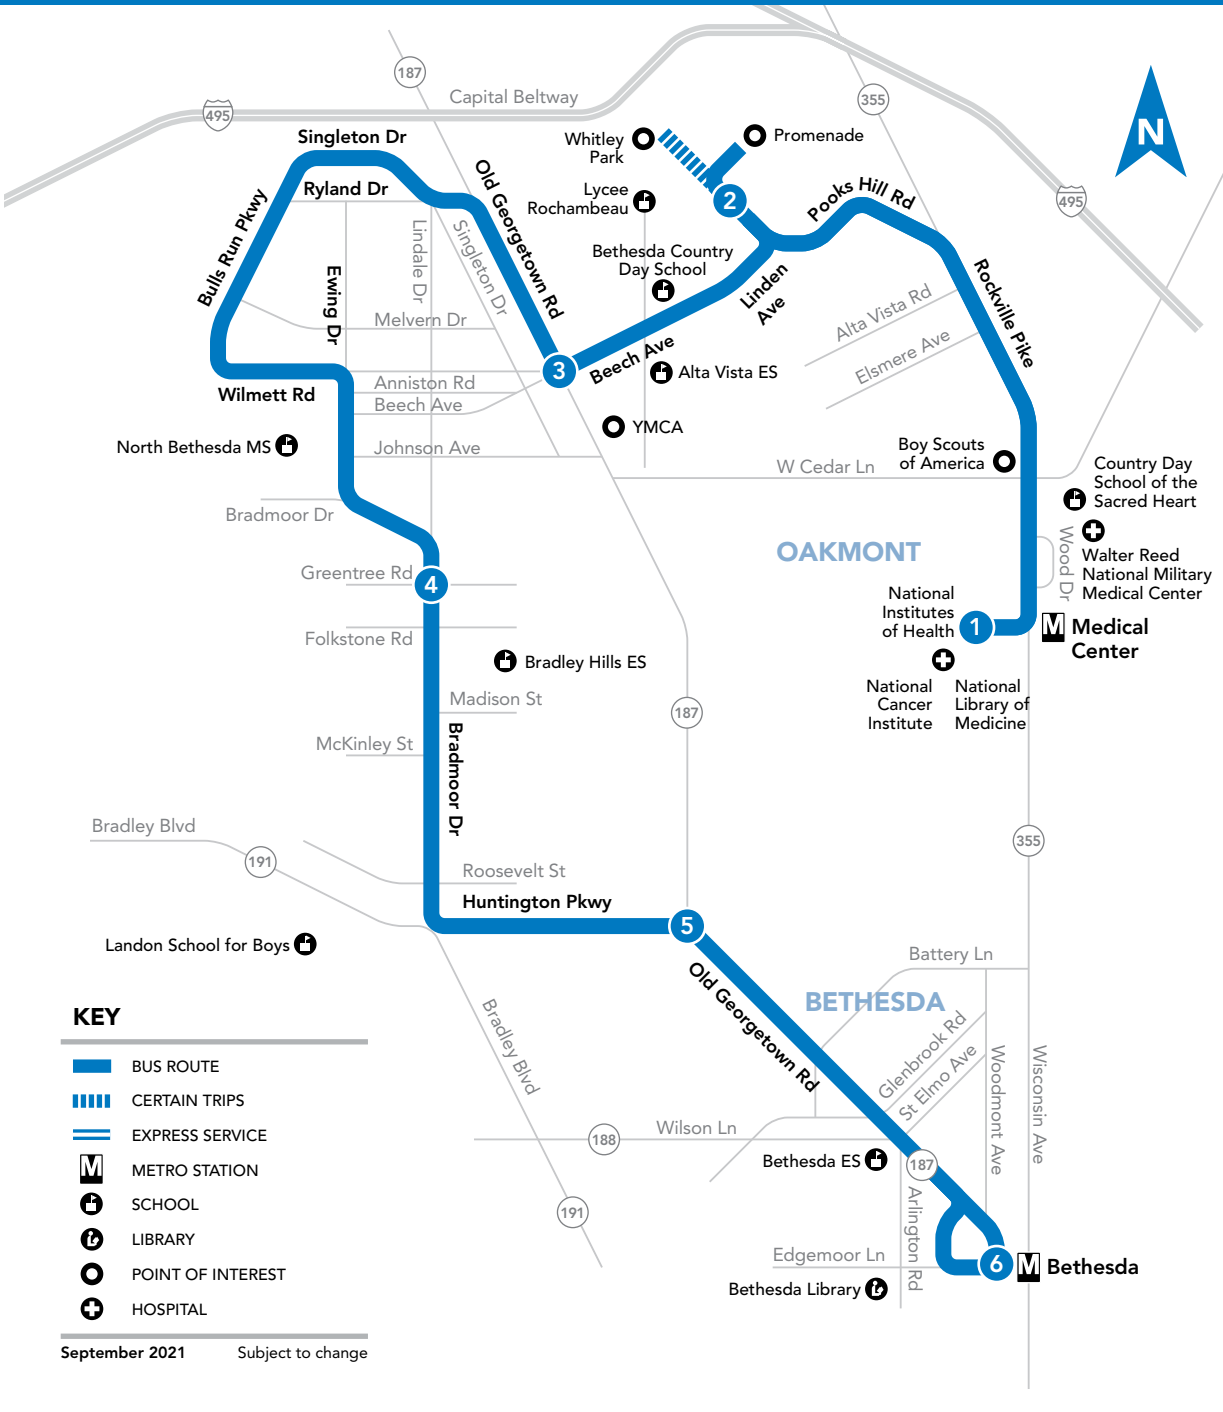 187
Capital Beltway
495
355
N
Singleton Dr
Whitley
Park
Promenade
Old Georgetown Rd
Ryland Dr
Lycee
Rochambeau
2
Pooks Hill Rd
495
Bulls Run Pkwy
Lindale Dr
Singleton Dr
Bethesda Country
Day School
Ewing Dr
Linden
Ave
Rockville Pike
Alta Vista Rd
Melvern Dr
Elsmere Ave
Beech Ave
3
Alta Vista ES
Wilmett Rd
Anniston Rd
Beech Ave
YMCA
North Bethesda MS
Johnson Ave
W Cedar Ln
Boy Scouts
of America
Country Day
School of the
Sacred Heart
Bradmoor Dr
OAKMONT
Wood Dr
Walter Reed
National Military
Medical Center
Greentree Rd
4
National
Institutes
of Health
1
M
Medical
Center
Folkstone Rd
Bradley Hills ES
National
Cancer
Institute
National
Library of
Medicine
Madison St
187
McKinley St
Bradmoor Dr
Bradley Blvd
191
355
Roosevelt St
Huntington Pkwy
5
Landon School for Boys
Battery Ln
Old Georgetown Rd
BETHESDA
Bradley Blvd
Glenbrook Rd
St Elmo Ave
Woodmont Ave
Wisconsin Ave
Wilson Ln
188
Bethesda ES
187
Arlington Rd
191
Edgemoor Ln
6
M
Bethesda
Bethesda Library
KEY
BUS ROUTE
CERTAIN TRIPS
EXPRESS SERVICE
M
METRO STATION
SCHOOL
LIBRARY
POINT OF INTEREST
HOSPITAL
September 2021
Subject to change